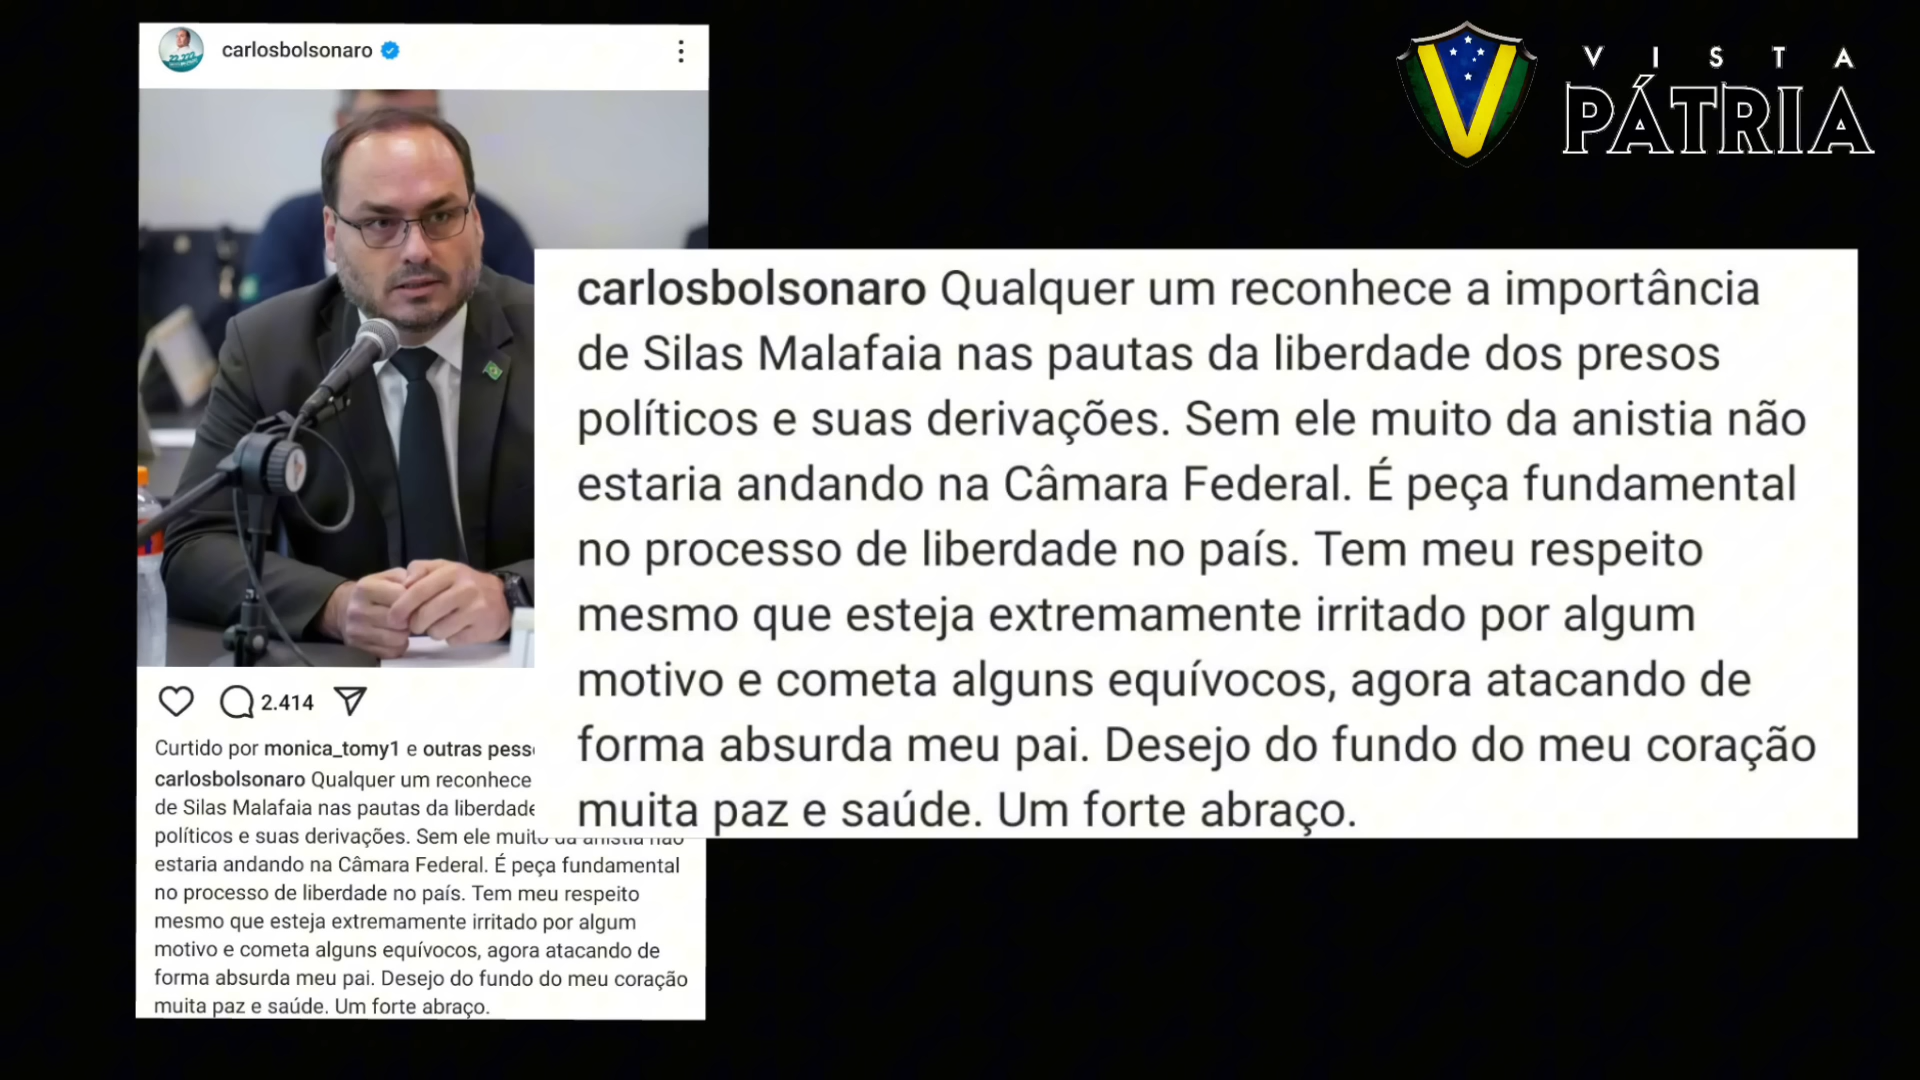 carlosbolsonaro
VISTA
PÁTRIA
carlosbolsonaro Qualquer um reconhece a importância
de Silas Malafaia nas pautas da liberdade dos presos
políticos e suas derivações. Sem ele muito da anistia não
estaria andando na Câmara Federal. É peça fundamental
no processo de liberdade no país. Tem meu respeito
mesmo que esteja extremamente irritado por algum
motivo e cometa alguns equívocos, agora atacando de
forma absurda meu pai. Desejo do fundo do meu coração
muita paz e saúde. Um forte abraço.
2.414
Curtido por monica_tomy1 e outras
carlosbolsonaro Qualquer um reconhece
de Silas Malafaia nas pautas da liberdade
políticos e suas derivações. Sem ele muito da anistia não
estaria andando na Câmara Federal. É peça fundamental
no processo de liberdade no país. Tem meu respeito
mesmo que esteja extremamente irritado por algum
motivo e cometa alguns equívocos, agora atacando de
forma absurda meu pai. Desejo do fundo do meu coração
muita paz e saúde. Um forte abraço.